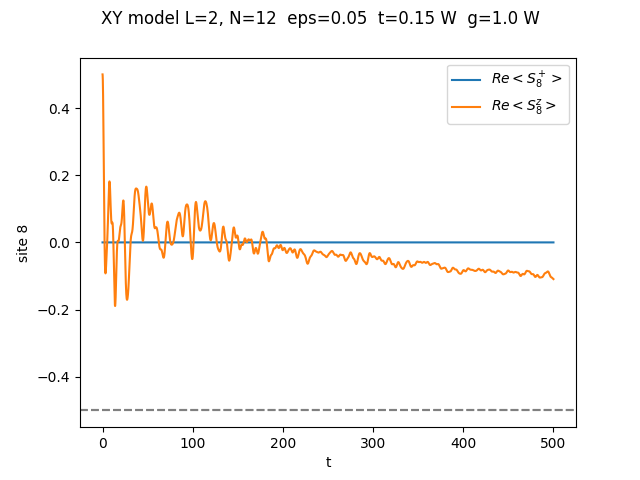 XY model L=2, N=12 eps=0.05 t=0.15 W g=1.0 N
Re < S_8^+ >
Re < S_8^z >
0.4
0.2
0.0
−0.2
−0.4
site 8
0
100
200
300
400
500
t